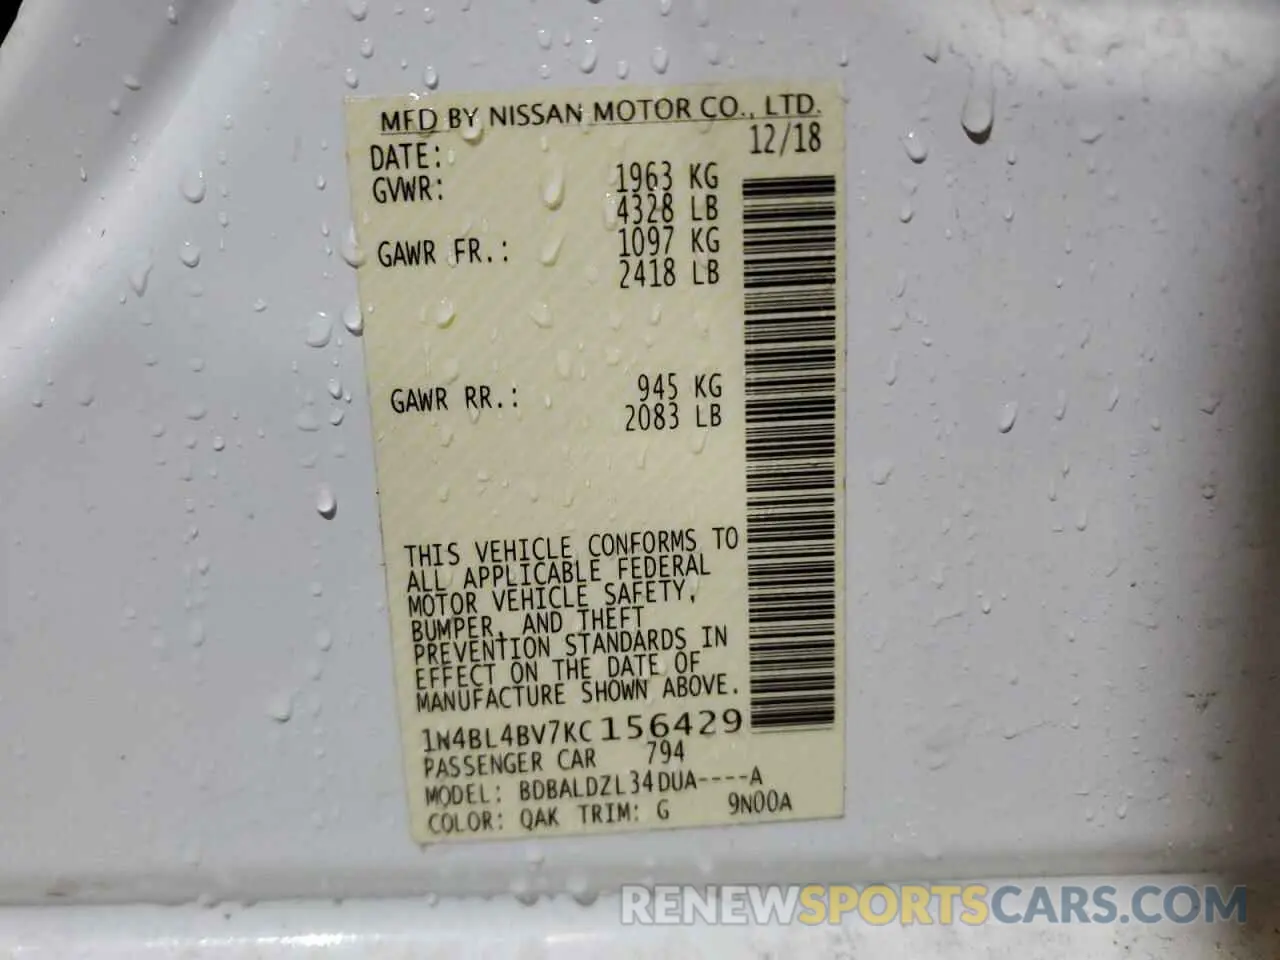 MFD BY NISSAN MOTOR CO., LTD.
DATE: 12/18
GVWR: 1963 KG
4328 LB
GAWR FR.: 1097 KG
2418 LB
GAWR RR.: 945 KG
2083 LB
THIS VEHICLE CONFORMS TO
ALL APPLICABLE FEDERAL
MOTOR VEHICLE SAFETY,
BUMPER, AND THEFT
PREVENTION STANDARDS IN
EFFECT ON THE DATE OF
MANUFACTURE SHOWN ABOVE.
1N4BL4BV7KC156429
PASSENGER CAR 794
MODEL: BDBALDZL34DUA----A
COLOR: QAK TRIM: G 9N00A
RENEWSPORTSCARS.COM